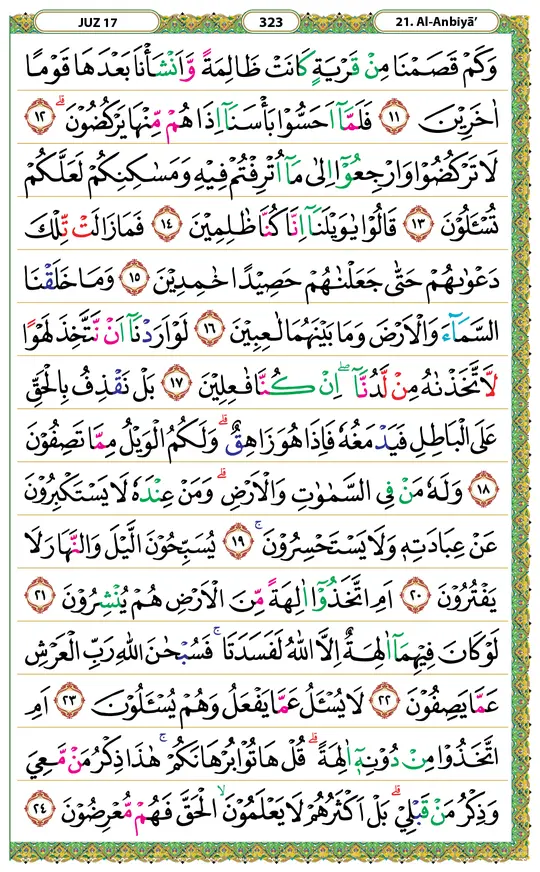 JUZ 17
323
21. Al-Anbiyā’
وَكَمْ قَصَمْنَا مِنْ قَرْيَةٍ كَانَتْ ظَالِمَةً وَّاَنْشَأْنَا بَعْدَهَا قَوْمًا
اٰخَرِيْنَ ١١ فَلَمَّآ اَحَسُّوْا بَأْسَنَآ اِذَا هُمْ مِّنْهَا يَرْكُضُوْنَ ۗ ١٢
لَا تَرْكُضُوْا وَارْجِعُوْٓا اِلٰى مَآ اُتْرِفْتُمْ فِيْهِ وَمَسٰكِنِكُمْ لَعَلَّكُمْ
تُسْـَٔلُوْنَ ١٣ قَالُوْا يٰوَيْلَنَآ اِنَّا كُنَّا ظٰلِمِيْنَ ١٤ فَمَا زَالَتْ تِّلْكَ
دَعْوٰىهُمْ حَتّٰى جَعَلْنٰهُمْ حَصِيْدًا خٰمِدِيْنَ ١٥ وَمَا خَلَقْنَا
السَّمَاۤءَ وَالْاَرْضَ وَمَا بَيْنَهُمَا لٰعِبِيْنَ ١٦ لَوْ اَرَدْنَآ اَنْ نَّتَّخِذَ لَهْوًا
لَّاتَّخَذْنٰهُ مِنْ لَّدُنَّآ ۖ اِنْ كُنَّا فٰعِلِيْنَ ١٧ بَلْ نَقْذِفُ بِالْحَقِّ
عَلَى الْبَاطِلِ فَيَدْمَغُهٗ فَاِذَا هُوَ زَاهِقٌ ۗ وَلَكُمُ الْوَيْلُ مِمَّا تَصِفُوْنَ
١٨ وَلَهٗ مَنْ فِى السَّمٰوٰتِ وَالْاَرْضِ ۗ وَمَنْ عِنْدَهٗ لَا يَسْتَكْبِرُوْنَ
عَنْ عِبَادَتِهٖ وَلَا يَسْتَحْسِرُوْنَ ۚ ١٩ يُسَبِّحُوْنَ الَّيْلَ وَالنَّهَارَ لَا
يَفْتُرُوْنَ ٢٠ اَمِ اتَّخَذُوْٓا اٰلِهَةً مِّنَ الْاَرْضِ هُمْ يُنْشِرُوْنَ ٢١
لَوْ كَانَ فِيْهِمَآ اٰلِهَةٌ اِلَّا اللّٰهُ لَفَسَدَتَا ۚ فَسُبْحٰنَ اللّٰهِ رَبِّ الْعَرْشِ
عَمَّا يَصِفُوْنَ ٢٢ لَا يُسْـَٔلُ عَمَّا يَفْعَلُ وَهُمْ يُسْـَٔلُوْنَ ٢٣ اَمِ
اتَّخَذُوْا مِنْ دُوْنِهٖٓ اٰلِهَةً ۗ قُلْ هَاتُوْا بُرْهَانَكُمْ ۚ هٰذَا ذِكْرُ مَنْ مَّعِيَ
وَذِكْرُ مَنْ قَبْلِيْ ۗ بَلْ اَكْثَرُهُمْ لَا يَعْلَمُوْنَ ۙ الْحَقَّ فَهُمْ مُّعْرِضُوْنَ ٢٤